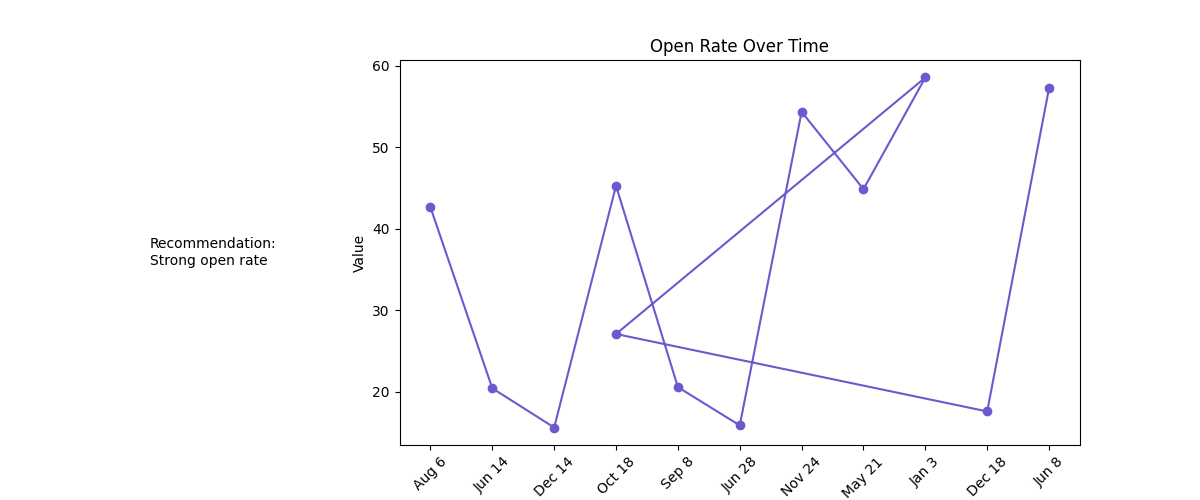 Open Rate Over Time
Recommendation:
Strong open rate
Value
60
50
40
30
20
Aug 6
Jun 14
Dec 14
Oct 18
Sep 8
Jun 28
Nov 24
May 21
Jan 3
Dec 18
Jun 8